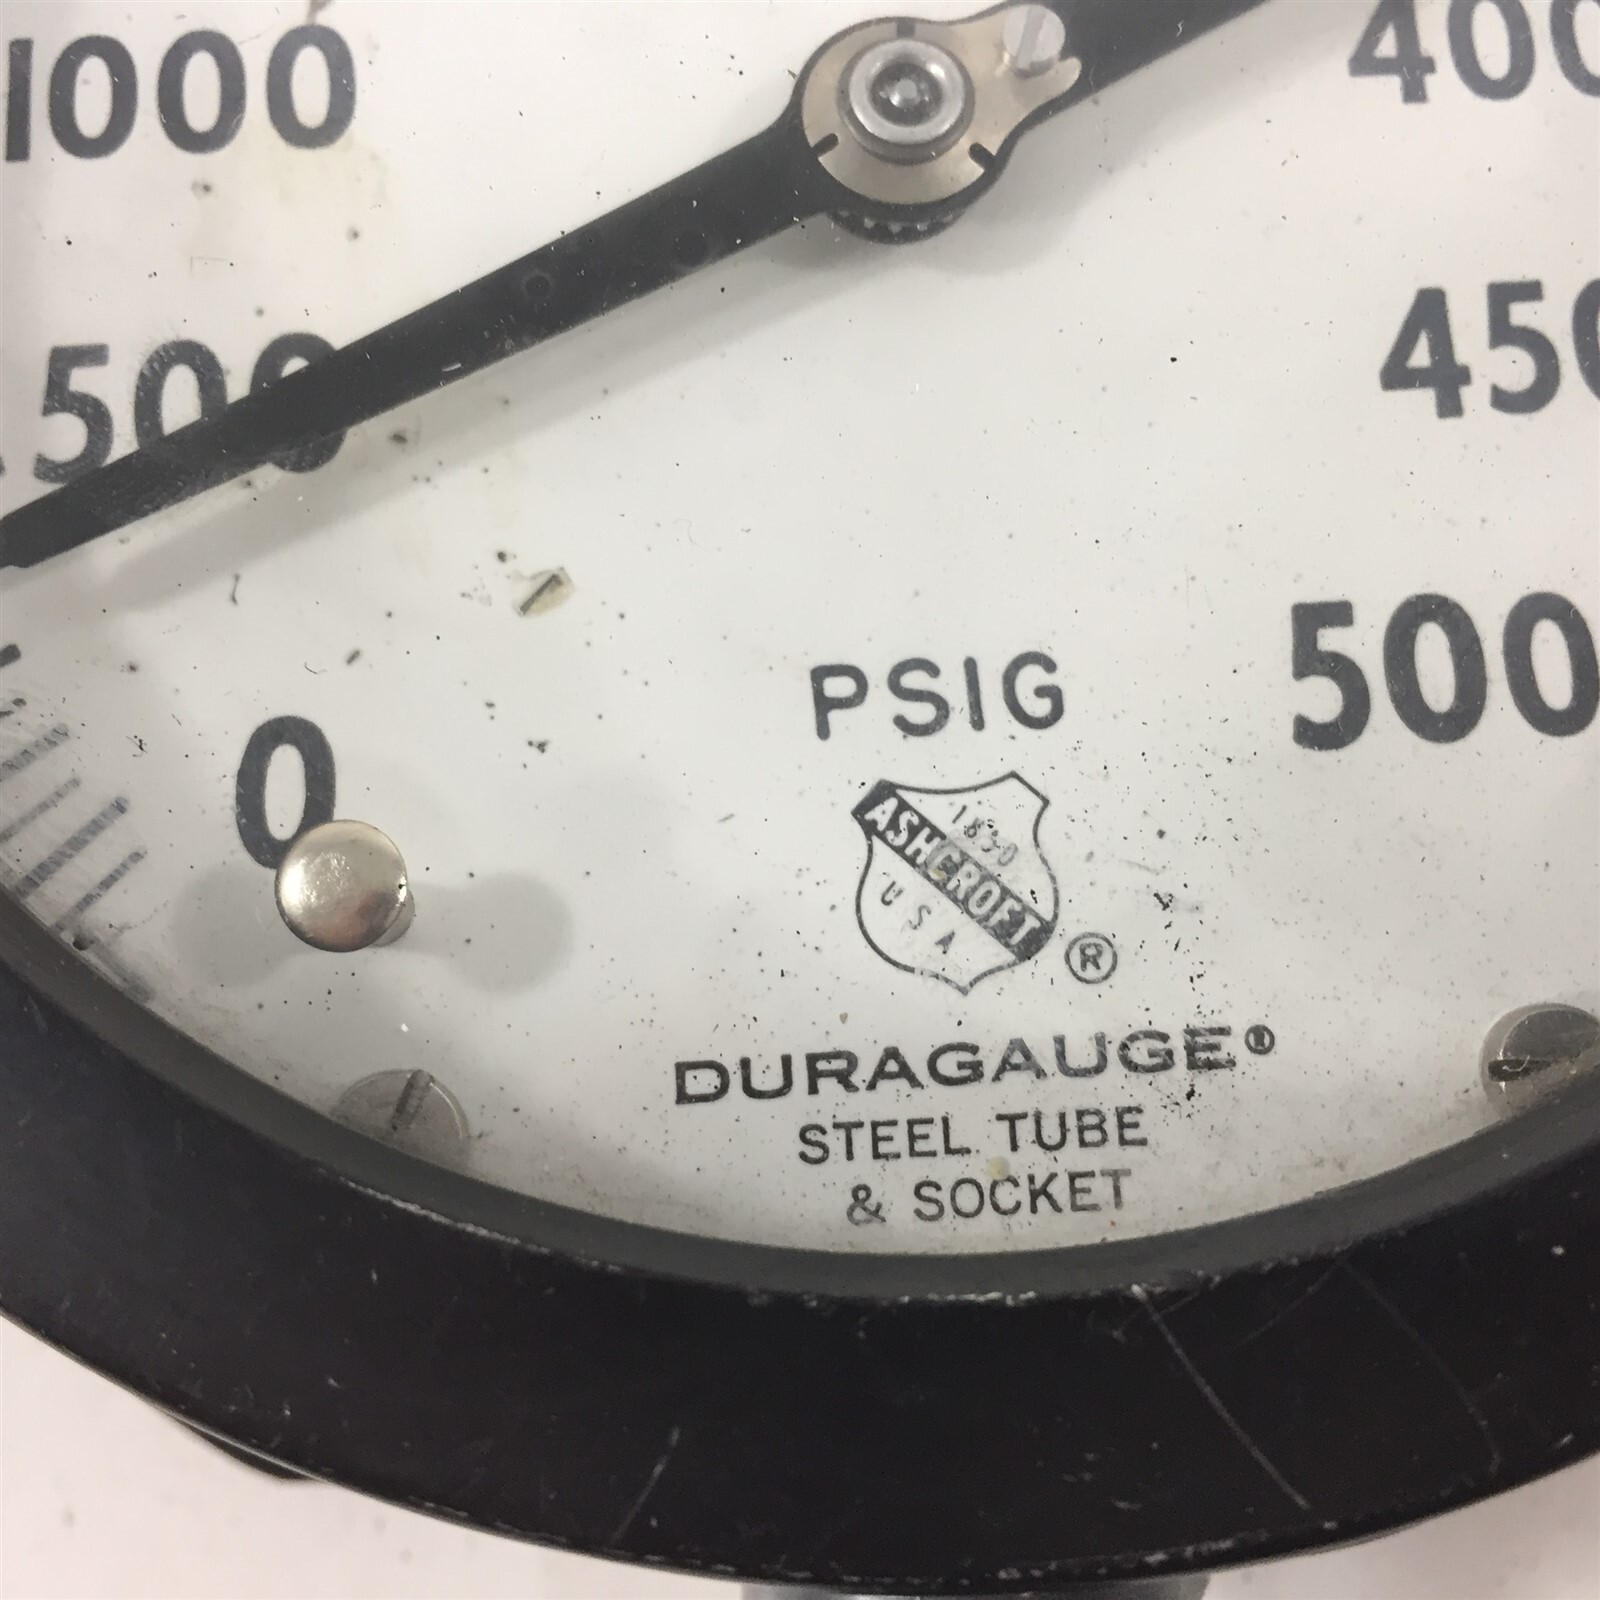 1000
400
500
450
0
500
PSIG
1850
ASHCROFT
USA
®
DURAGAUGE®
STEEL TUBE
& SOCKET